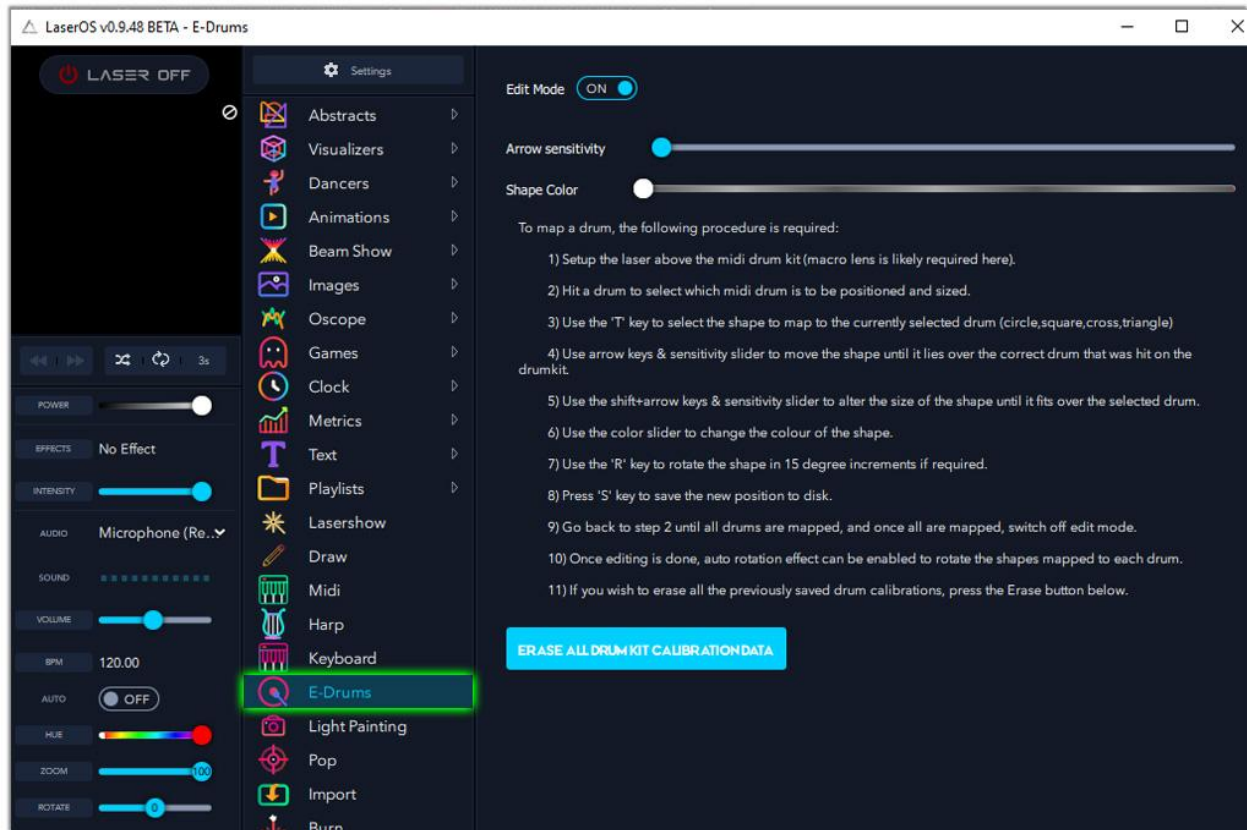 LaserOS v0.9.48 BETA - E-Drums
LASER OFF
3s
POWER
EFFECTS No Effect
INTENSITY
AUDIO Microphone (Re..
SOUND
VOLUME
BPM 120.00
AUTO OFF
HUE
ZOOM 100
ROTATE 0
Settings
Abstracts
Visualizers
Dancers
Animations
Beam Show
Images
Oscope
Games
Clock
Metrics
Text
Playlists
Lasershow
Draw
Midi
Harp
Keyboard
E-Drums
Light Painting
Pop
Import
Burn
Edit Mode ON
Arrow sensitivity
Shape Color
To map a drum, the following procedure is required:
1) Setup the laser above the midi drum kit (macro lens is likely required here).
2) Hit a drum to select which midi drum is to be positioned and sized.
3) Use the 'T' key to select the shape to map to the currently selected drum (circle,square,cross,triangle)
4) Use arrow keys & sensitivity slider to move the shape until it lies over the correct drum that was hit on the
drumkit.
5) Use the shift+arrow keys & sensitivity slider to alter the size of the shape until it fits over the selected drum.
6) Use the color slider to change the colour of the shape.
7) Use the 'R' key to rotate the shape in 15 degree increments if required.
8) Press 'S' key to save the new position to disk.
9) Go back to step 2 until all drums are mapped, and once all are mapped, switch off edit mode.
10) Once editing is done, auto rotation effect can be enabled to rotate the shapes mapped to each drum.
11) If you wish to erase all the previously saved drum calibrations, press the Erase button below.
ERASE ALL DRUM KIT CALIBRATION DATA